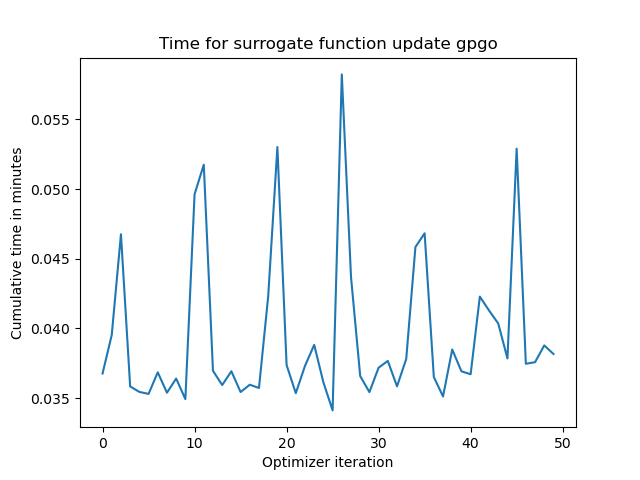 Time for surrogate function update gpgo
Cumulative time in minutes
0.055
0.050
0.045
0.040
0.035
0 10 20 30 40 50
Optimizer iteration